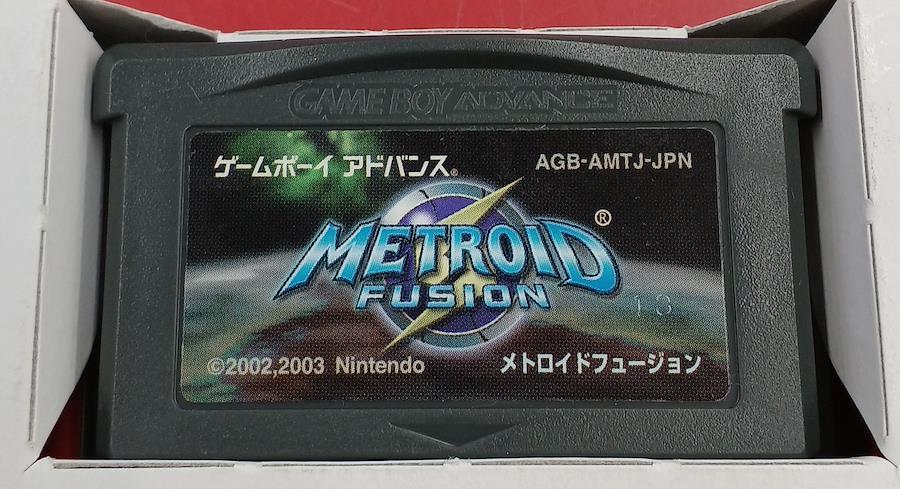 GAME BOY ADVANCE
ゲームボーイ アドバンス®
AGB-AMTJ-JPN
METROID®
FUSION
13
©2002,2003 Nintendo
メトロイドフュージョン